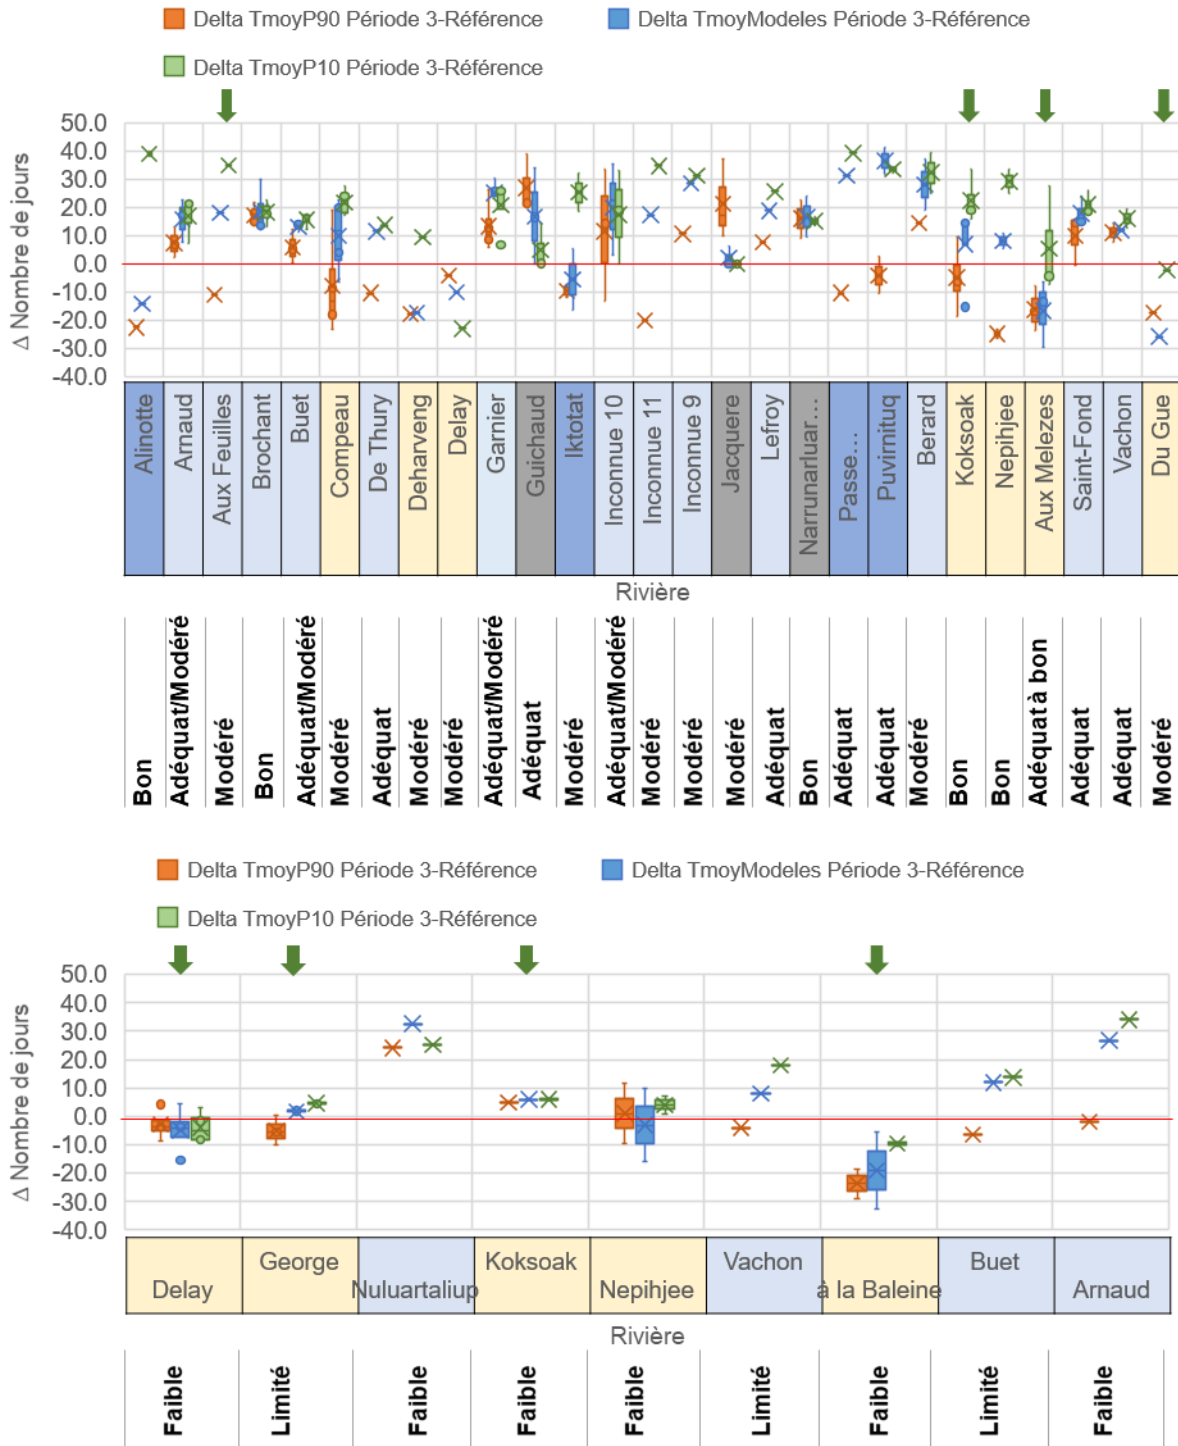 Delta TmoyP90 Période 3-Référence
Delta TmoyModeles Période 3-Référence
Delta TmoyP10 Période 3-Référence
Δ Nombre de jours
50.0
40.0
30.0
20.0
10.0
0.0
-10.0
-20.0
-30.0
-40.0
Alinotte
Arnaud
Aux Feuilles
Brochant
Buet
Compeau
De Thury
Deharveng
Delay
Garnier
Guichaud
Iktotat
Inconnue 10
Inconnue 11
Inconnue 9
Jacquere
Lefroy
Narrunarluar...
Passe...
Puvirnituq
Berard
Koksoak
Nepihjee
Aux Melezes
Saint-Fond
Vachon
Du Gue
Rivière
Bon
Adéquat/Modéré
Modéré
Bon
Adéquat/Modéré
Modéré
Adéquat
Modéré
Modéré
Adéquat/Modéré
Adéquat
Modéré
Adéquat/Modéré
Modéré
Modéré
Adéquat
Adéquat
Bon
Adéquat
Adéquat
Modéré
Bon
Bon
Adéquat à bon
Adéquat
Adéquat
Modéré
Delta TmoyP90 Période 3-Référence
Delta TmoyModeles Période 3-Référence
Delta TmoyP10 Période 3-Référence
Δ Nombre de jours
50.0
40.0
30.0
20.0
10.0
0.0
-10.0
-20.0
-30.0
-40.0
Delay
George
Nuluartaliup
Koksoak
Nepihjee
Vachon
à la Baleine
Buet
Arnaud
Rivière
Faible
Limité
Faible
Faible
Faible
Limité
Faible
Limité
Faible